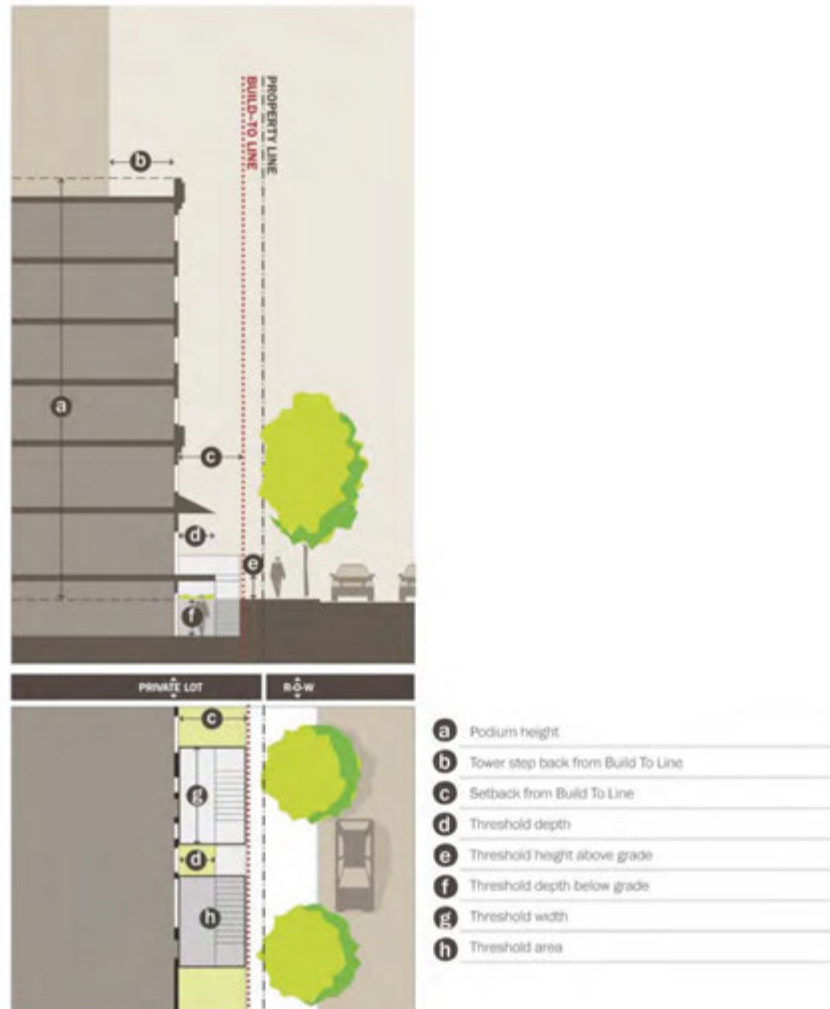 PROPERTY LINE
BUILD-TO LINE
b
a
c
d
e
f
PRIVATE LOT
R-O-W
c
g
d
h
a Podium height
b Tower step back from Build To Line
c Setback from Build To Line
d Threshold depth
e Threshold height above grade
f Threshold depth below grade
g Threshold width
h Threshold area